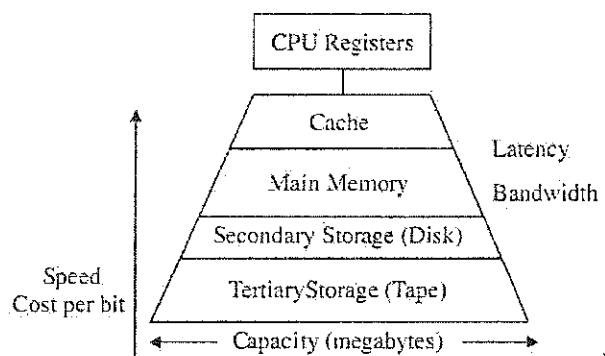 CPU Registers
Cache
Latency
Main Memory
Bandwidth
Secondary Storage (Disk)
Speed
TertiaryStorage (Tape)
Cost per bit
Capacity (megabytes)